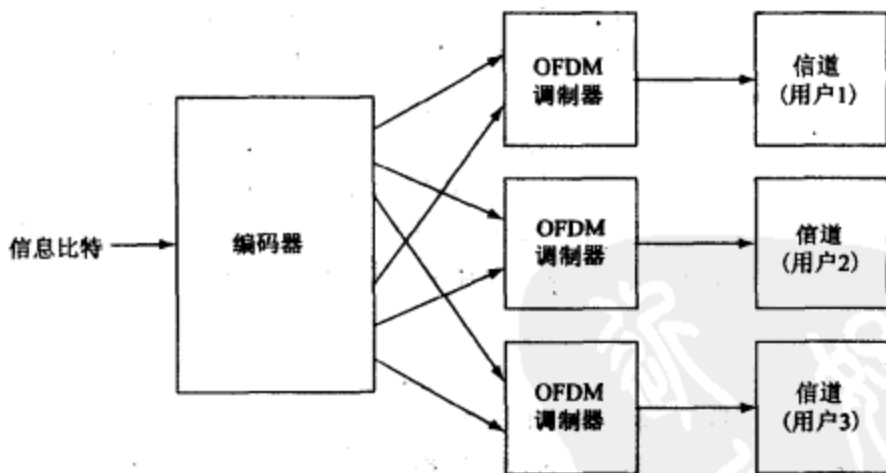 信息比特
编码器
OFDM
调制器
信道
(用户1)
OFDM
调制器
信道
(用户2)
OFDM
调制器
信道
(用户3)